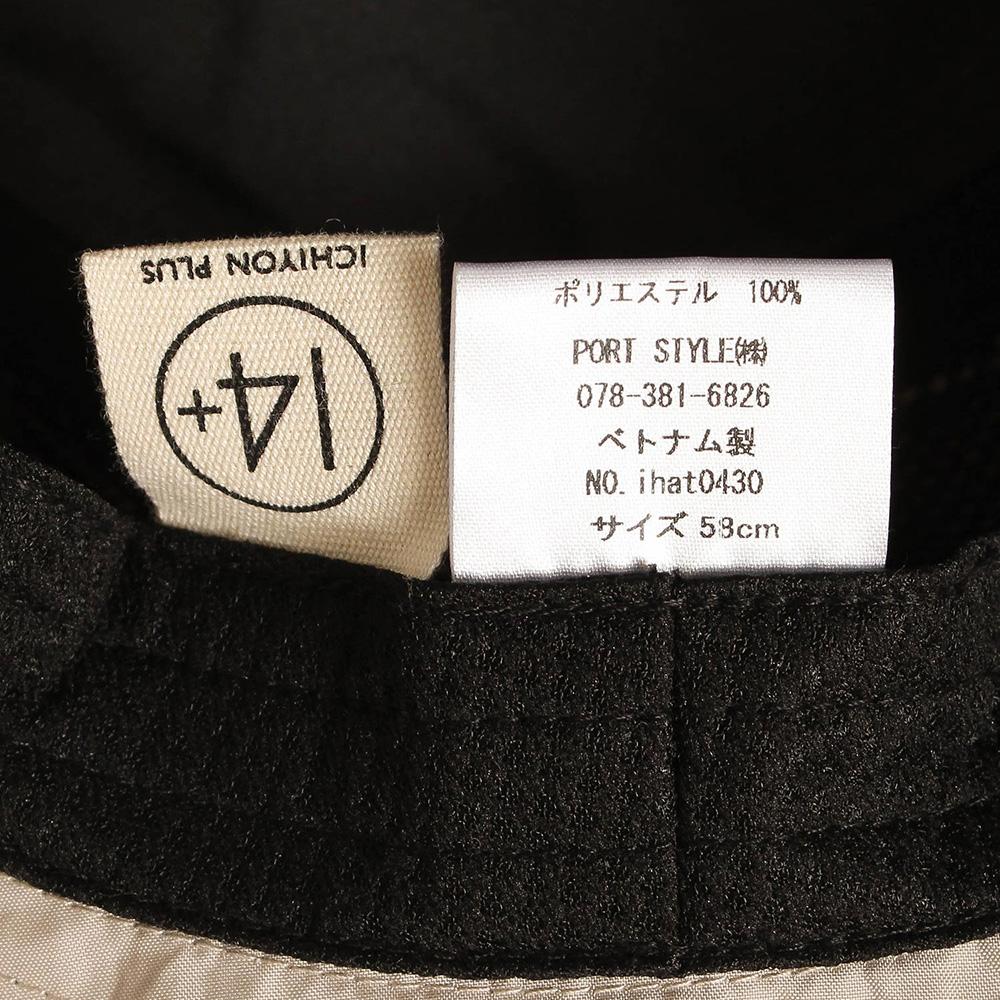 ICHIYON PLUS
14+
ポリエステル 100%
PORT STYLE㈱
078-381-6826
ベトナム製
NO. ihat0430
サイズ 58cm